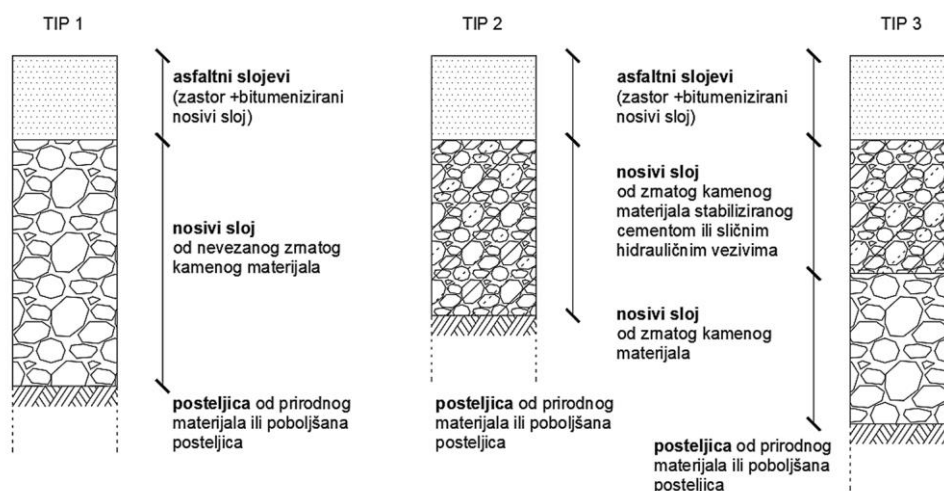 TIP 1
asfaltni slojevi
(zastor +bitumenizirani
nosivi sloj)
nosivi sloj
od nevezanog zrnatog
kamenog materijala
posteljica od prirodnog
materijala ili poboljšana
posteljica
TIP 2
asfaltni slojevi
(zastor +bitumenizirani
nosivi sloj)
nosivi sloj
od zrnatog kamenog
materijala stabiliziranog
cementom ili sličnim
hidrauličnim vezivima
posteljica od prirodnog
materijala ili poboljšana
posteljica
TIP 3
nosivi sloj
od zrnatog kamenog
materijala
posteljica od prirodnog
materijala ili poboljšana
posteljica